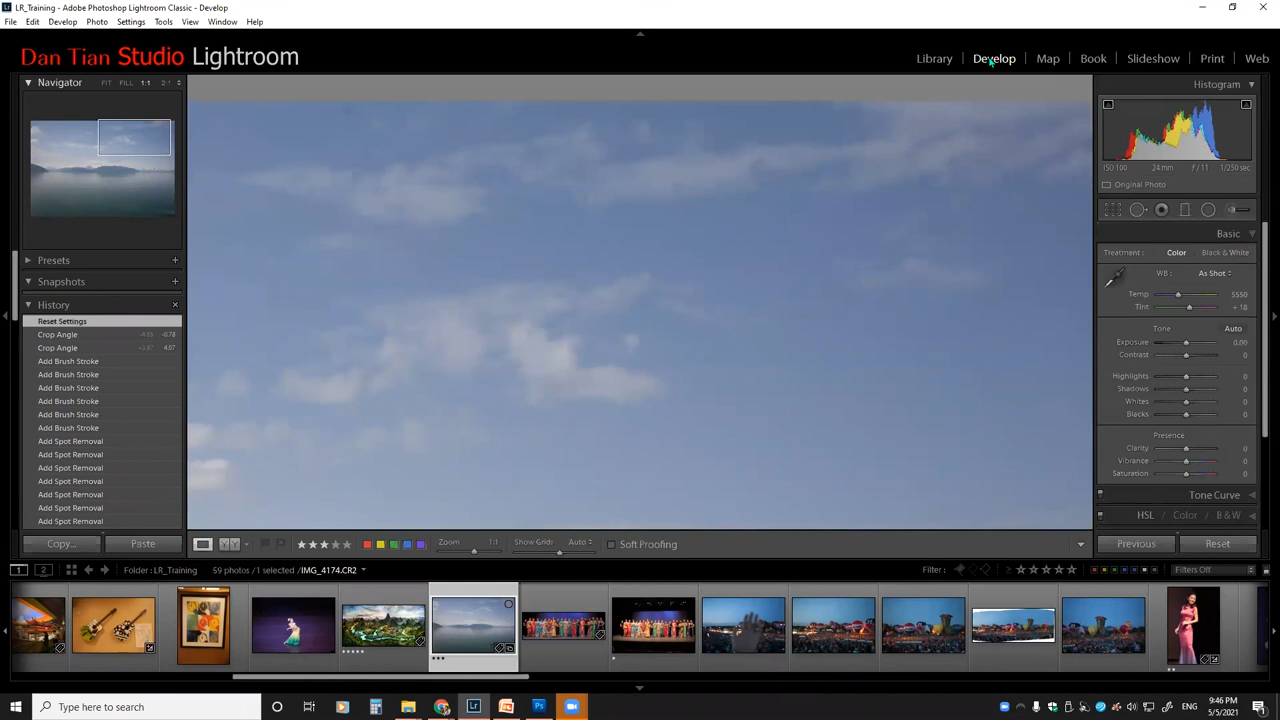 LR_Training - Adobe Photoshop Lightroom Classic - Develop
File Edit Develop Photo Settings Tools View Window Help
Dan Tian Studio Lightroom
Library Develop Map Book Slideshow Print Web
Navigator FIT FILL 1:1 2:1
Histogram
ISO 100 24 mm f / 11 1/250 sec
Original Photo
Basic
Treatment: Color Black & White
WB: As Shot
Temp 5550
Tint + 18
Tone Auto
Exposure 0.00
Contrast 0
Highlights 0
Shadows 0
Whites 0
Blacks 0
Presence
Clarity 0
Vibrance 0
Saturation 0
Tone Curve
HSL / Color / B & W
Previous Reset
Presets +
Snapshots +
History
Reset Settings
Crop Angle -0.78
Crop Angle 4.07
Add Brush Stroke
Add Brush Stroke
Add Brush Stroke
Add Brush Stroke
Add Brush Stroke
Add Brush Stroke
Add Spot Removal
Add Spot Removal
Add Spot Removal
Add Spot Removal
Add Spot Removal
Add Spot Removal
Add Spot Removal
Copy... Paste
Zoom 1:1 Show Grids: Auto Soft Proofing
1 2 Folder : LR_Training 59 photos / 1 selected / IMG_4174.CR2 Filter : Filters Off
Type here to search
ENG
9:46 PM
5/5/2021